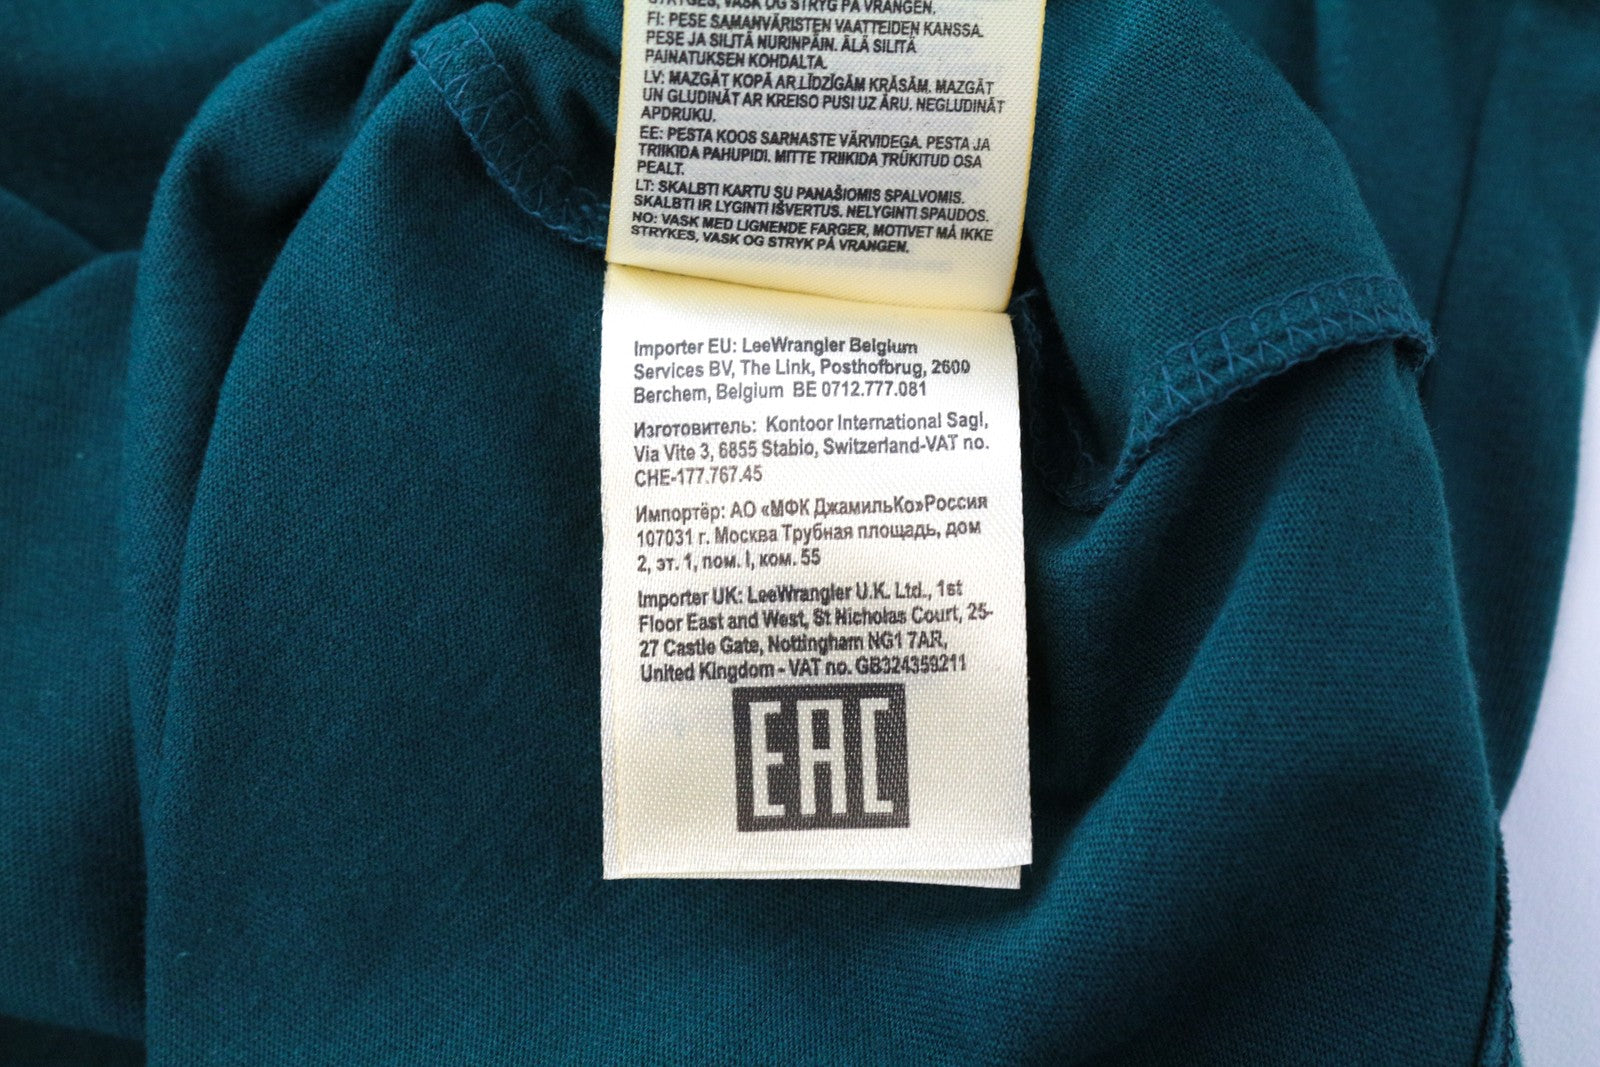 STRYGES, VASK OG STRYG PÅ VRANGEN.
FI: PESE SAMANVÄRISTEN VAATTEIDEN KANSSA.
PESE JA SILITÄ NURINPÄIN. ÄLÄ SILITÄ
PAINATUKSEN KOHDALTA.
LV: MAZGĀT KOPĀ AR LĪDZĪGĀM KRĀSĀM. MAZGĀT
UN GLUDINĀT AR KREISO PUSI UZ ĀRU. NEGLUDINĀT
APDRUKU.
EE: PESTA KOOS SARNASTE VÄRVIDEGA. PESTA JA
TRIIKIDA PAHUPIDI. MITTE TRIIKIDA TRÜKITUD OSA
PEALT.
LT: SKALBTI KARTU SU PANAŠIOMIS SPALVOMIS.
SKALBTI IR LYGINTI IŠVERTUS. NELYGINTI SPAUDOS.
NO: VASK MED LIGNENDE FARGER, MOTIVET MÅ IKKE
STRYKES, VASK OG STRYK PÅ VRANGEN.
Importer EU: LeeWrangler Belgium
Services BV, The Link, Posthofbrug, 2600
Berchem, Belgium BE 0712.777.081
Изготовитель: Kontoor International Sagl,
Via Vite 3, 6855 Stabio, Switzerland-VAT no.
CHE-177.767.45
Импортёр: АО «МФК ДжамильКо»Россия
107031 г. Москва Трубная площадь, дом
2, эт. 1, пом. I, ком. 55
Importer UK: LeeWrangler U.K. Ltd., 1st
Floor East and West, St Nicholas Court, 25-
27 Castle Gate, Nottingham NG1 7AR,
United Kingdom - VAT no. GB324359211
EAC